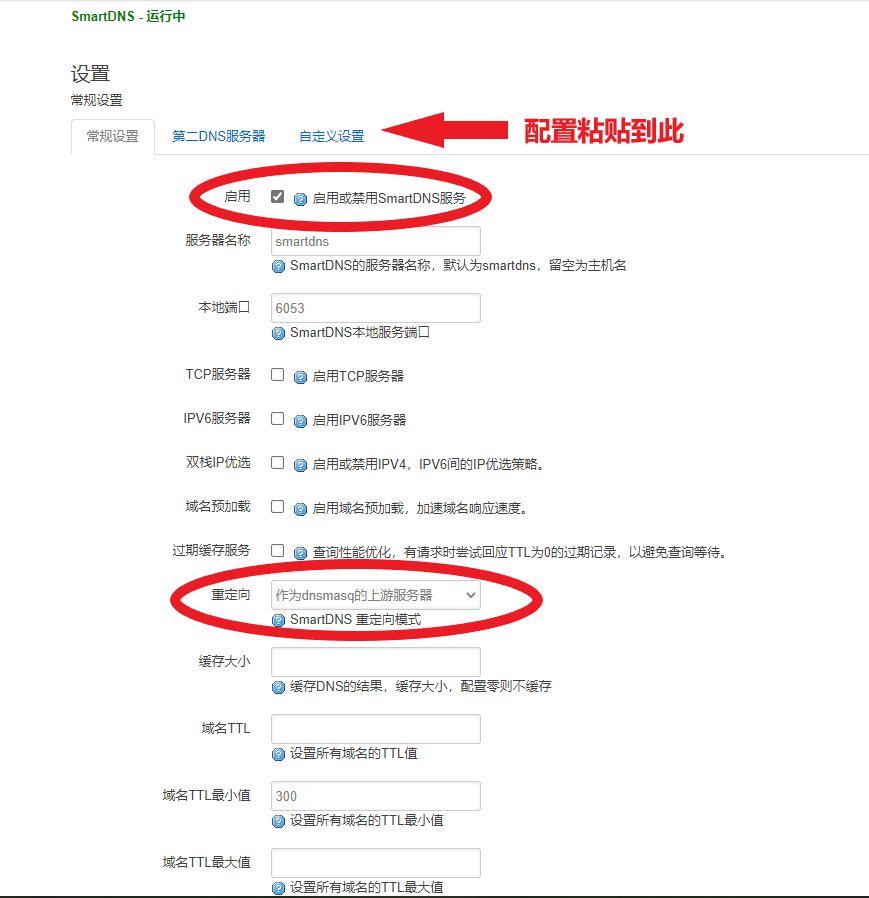 SmartDNS - 运行中
设置
常规设置
常规设置 第二DNS服务器 自定义设置 配置粘贴到此
启用 启用或禁用SmartDNS服务
服务器名称 smartdns
SmartDNS的服务器名称，默认为smartdns，留空为主机名
本地端口 6053
SmartDNS本地服务端口
TCP服务器 启用TCP服务器
IPV6服务器 启用IPV6服务器
双栈IP优选 启用或禁用IPV4，IPV6间的IP优选策略。
域名预加载 启用域名预加载，加速域名响应速度。
过期缓存服务 查询性能优化，有请求时尝试回应TTL为0的过期记录，以避免查询等待。
重定向 作为dnsmasq的上游服务器
SmartDNS 重定向模式
缓存大小
缓存DNS的结果，缓存大小，配置零则不缓存
域名TTL
设置所有域名的TTL值
域名TTL最小值 300
设置所有域名的TTL最小值
域名TTL最大值
设置所有域名的TTL最大值